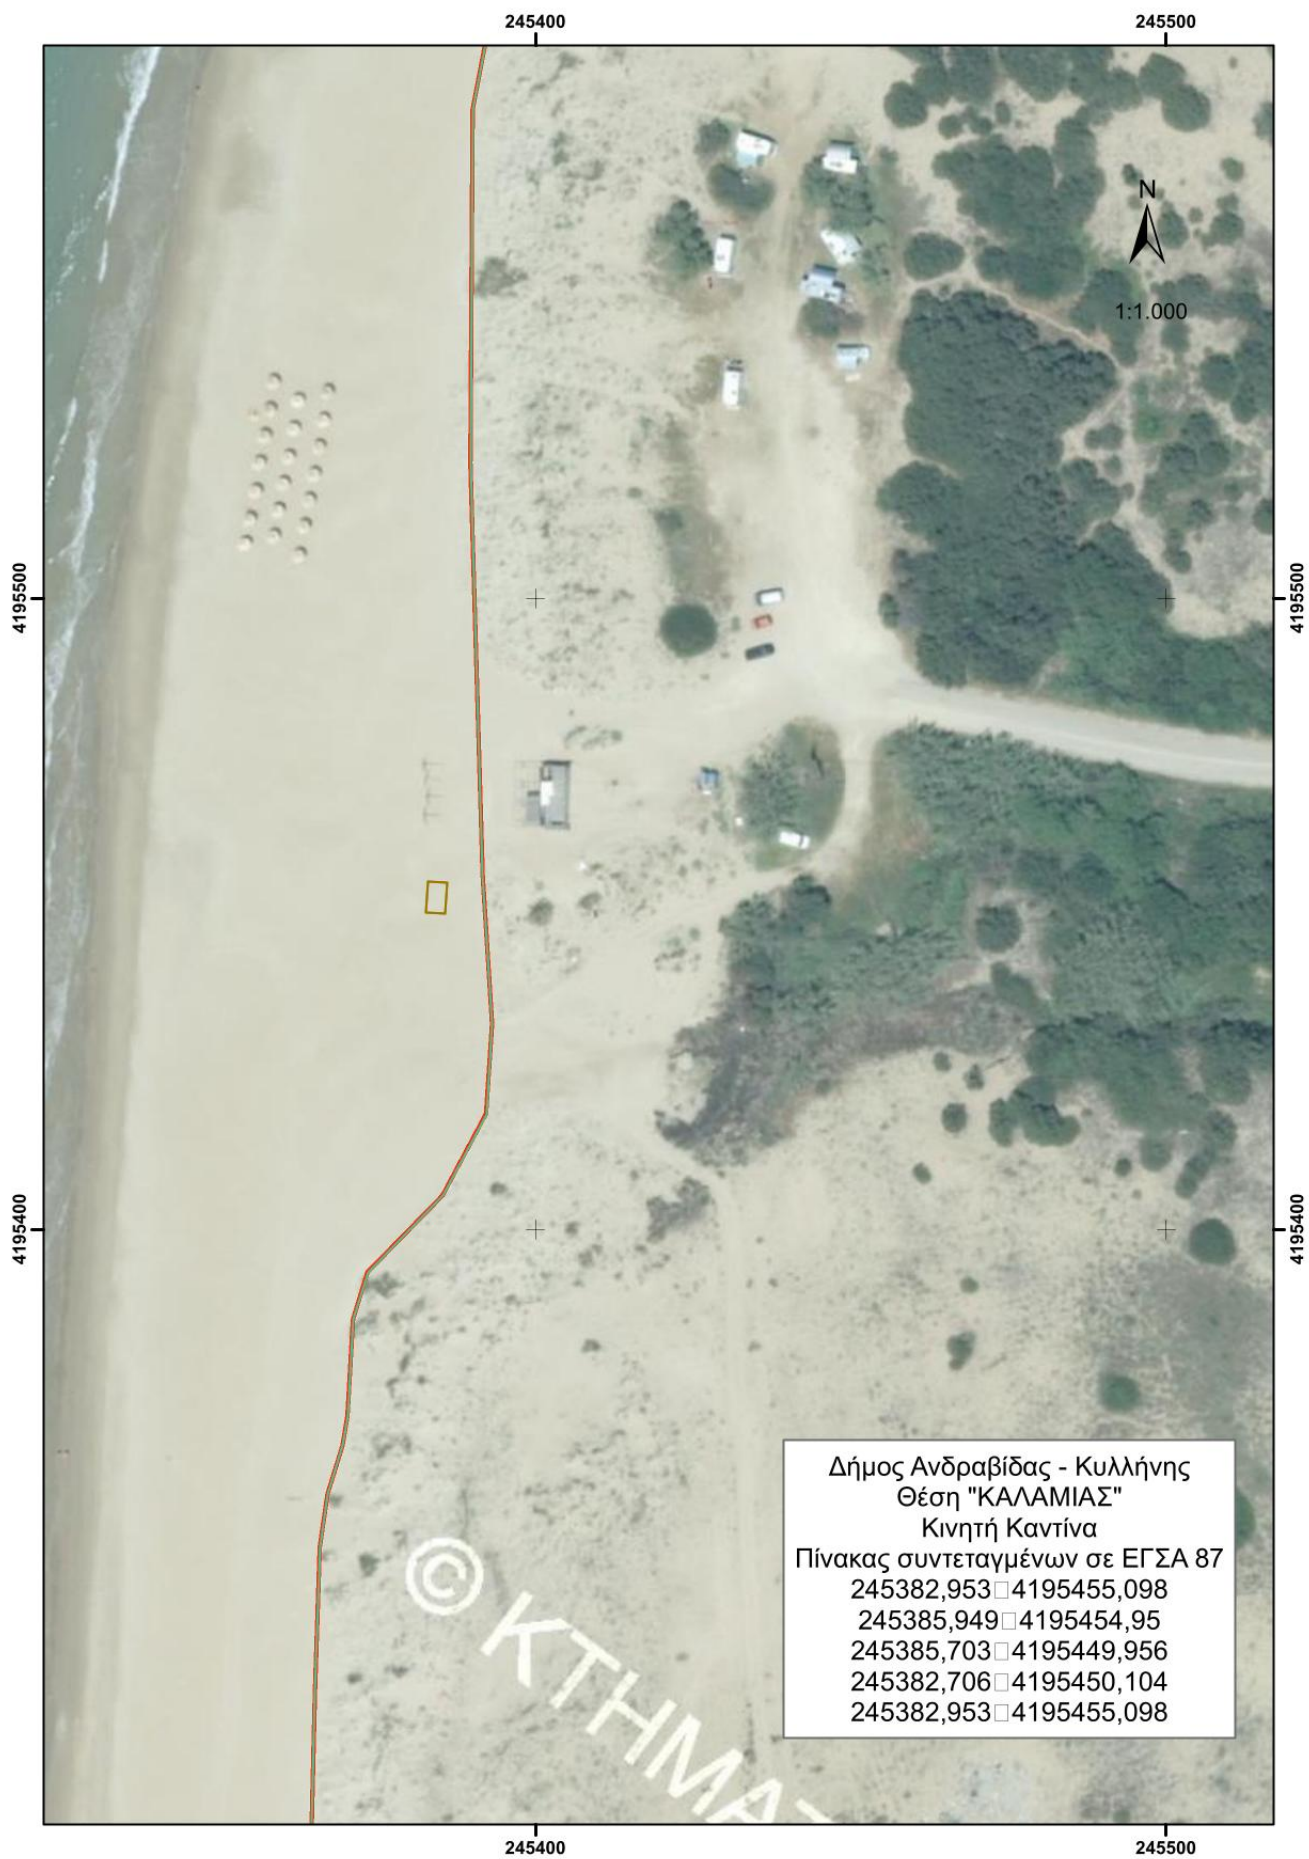 245400 245500
N
1:1.000
4195500 4195500
4195400 4195400
Δήμος Ανδραβίδας - Κυλλήνης
Θέση "ΚΑΛΑΜΙΑΣ"
Κινητή Καντίνα
Πίνακας συντεταγμένων σε ΕΓΣΑ 87
245382,953□4195455,098
245385,949□4195454,95
245385,703□4195449,956
245382,706□4195450,104
245382,953□4195455,098
© ΚΤΗΜΑΤ
245400 245500